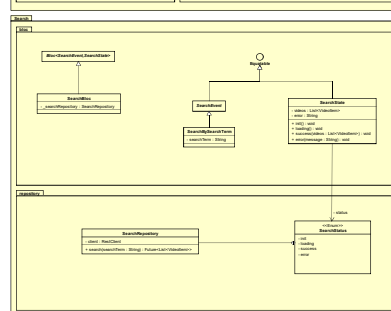 Search
bloc
Bloc<SearchEvent,SearchState>
SearchBloc
- _searchRepository : SearchRepository
Equatable
SearchEvent
SearchBySearchTerm
- searchTerm : String
SearchState
- videos : List<VideoItem>
- error : String
+ init() : void
+ loading() : void
+ success(videos : List<VideoItem>) : void
+ error(message : String) : void
repository
- status
SearchRepository
- client : RestClient
+ search(searchTerm : String) : Future<List<VideoItem>>
<<Enum>>
SearchStatus
- init
- loading
- success
- error